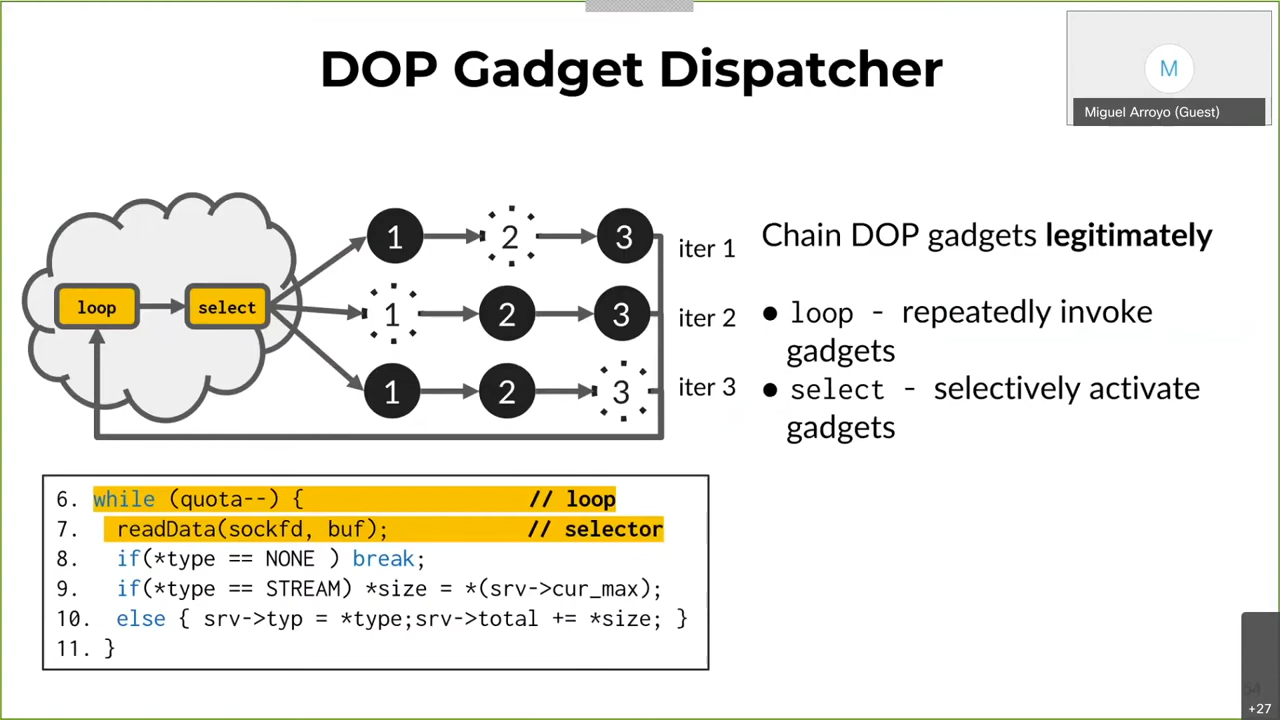 DOP Gadget Dispatcher
M
Miguel Arroyo (Guest)
loop
select
1
2
3
iter 1
1
2
3
iter 2
1
2
3
iter 3
Chain DOP gadgets legitimately
● loop - repeatedly invoke
gadgets
● select - selectively activate
gadgets
6. while (quota--) { // loop
7. readData(sockfd, buf); // selector
8. if(*type == NONE ) break;
9. if(*type == STREAM) *size = *(srv->cur_max);
10. else { srv->typ = *type;srv->total += *size; }
11. }
54
+27